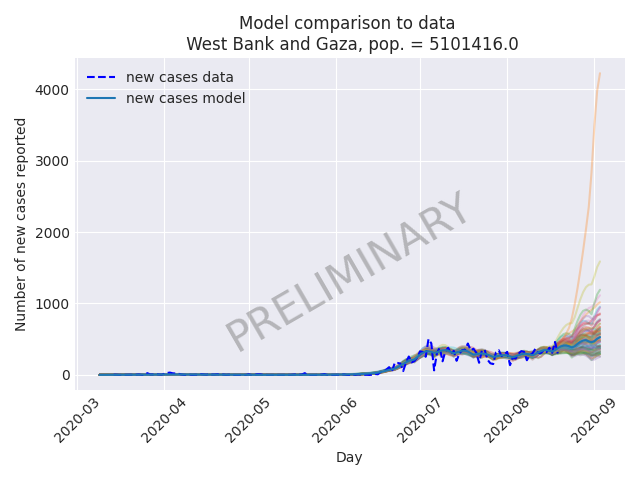 Model comparison to data
West Bank and Gaza, pop. = 5101416.0
new cases data
new cases model
Number of new cases reported
4000
3000
2000
1000
0
PRELIMINARY
2020-03
2020-04
2020-05
2020-06
2020-07
2020-08
2020-09
Day